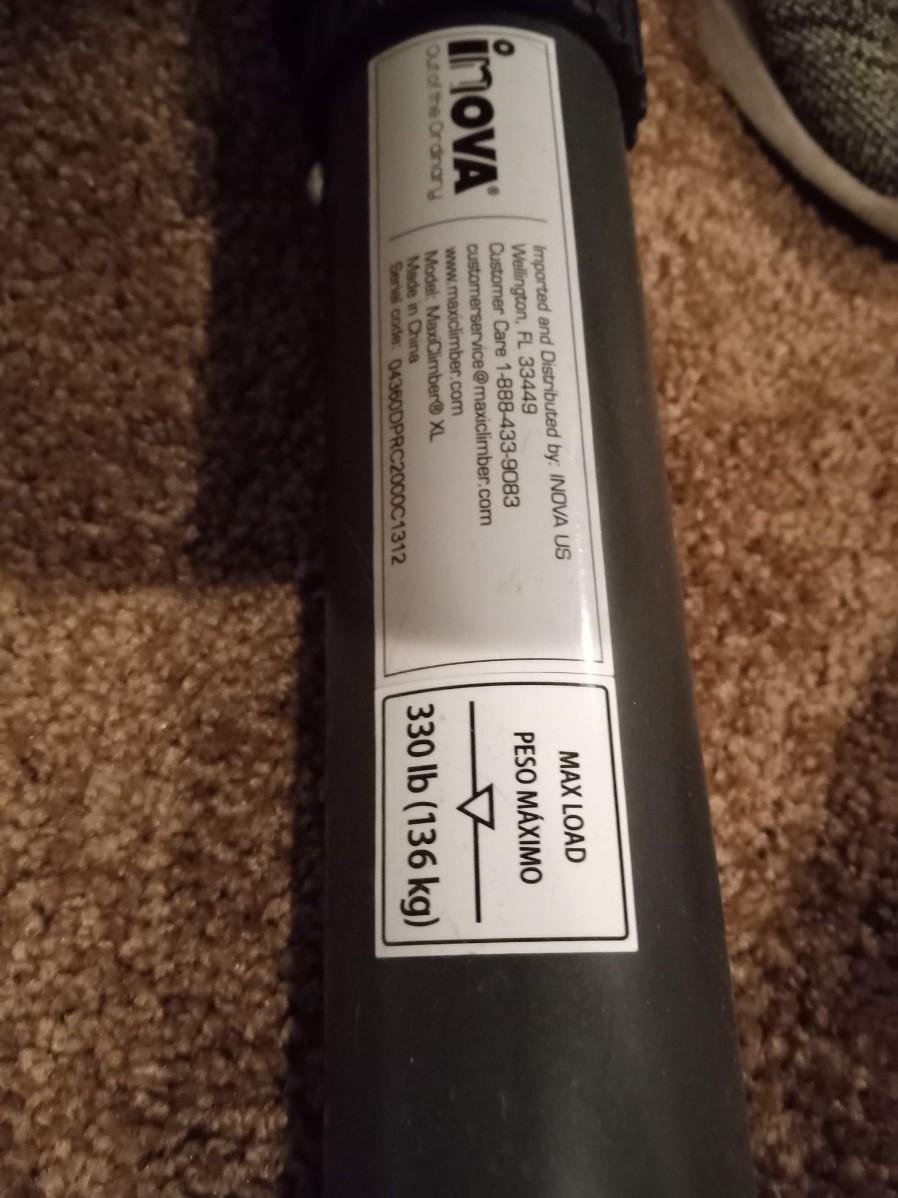 inova®
Out of the Ordinary
Imported and Distributed by: INOVA US
Wellington, FL 33449
Customer Care 1-888-433-9083
customerservice@maxiclimber.com
www.maxiclimber.com
Model: MaxiClimber® XL
Made in China
Serial code: 04360DPRC2000C1312
MAX LOAD
PESO MÁXIMO
330 lb (136 kg)